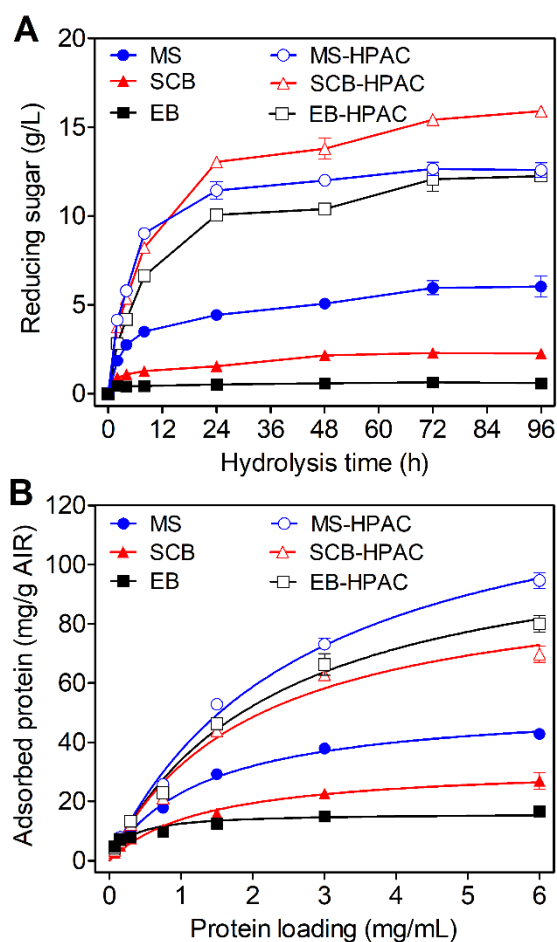 A
20
15
10
5
0
Reducing sugar (g/L)
MS
MS-HPAC
SCB
SCB-HPAC
EB
EB-HPAC
0 12 24 36 48 60 72 84 96
Hydrolysis time (h)
B
120
100
80
60
40
20
0
Adsorbed protein (mg/g AIR)
MS
MS-HPAC
SCB
SCB-HPAC
EB
EB-HPAC
0 1 2 3 4 5 6
Protein loading (mg/mL)